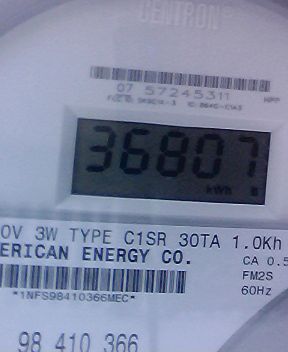 CENTRON®
07 57245311
36807
kWh
0V 3W TYPE C1SR 30TA 1.0Kh
ERICAN ENERGY CO.
CA 0.5
FM2S
60Hz
*1NFS98410366MEC*
98 410 366